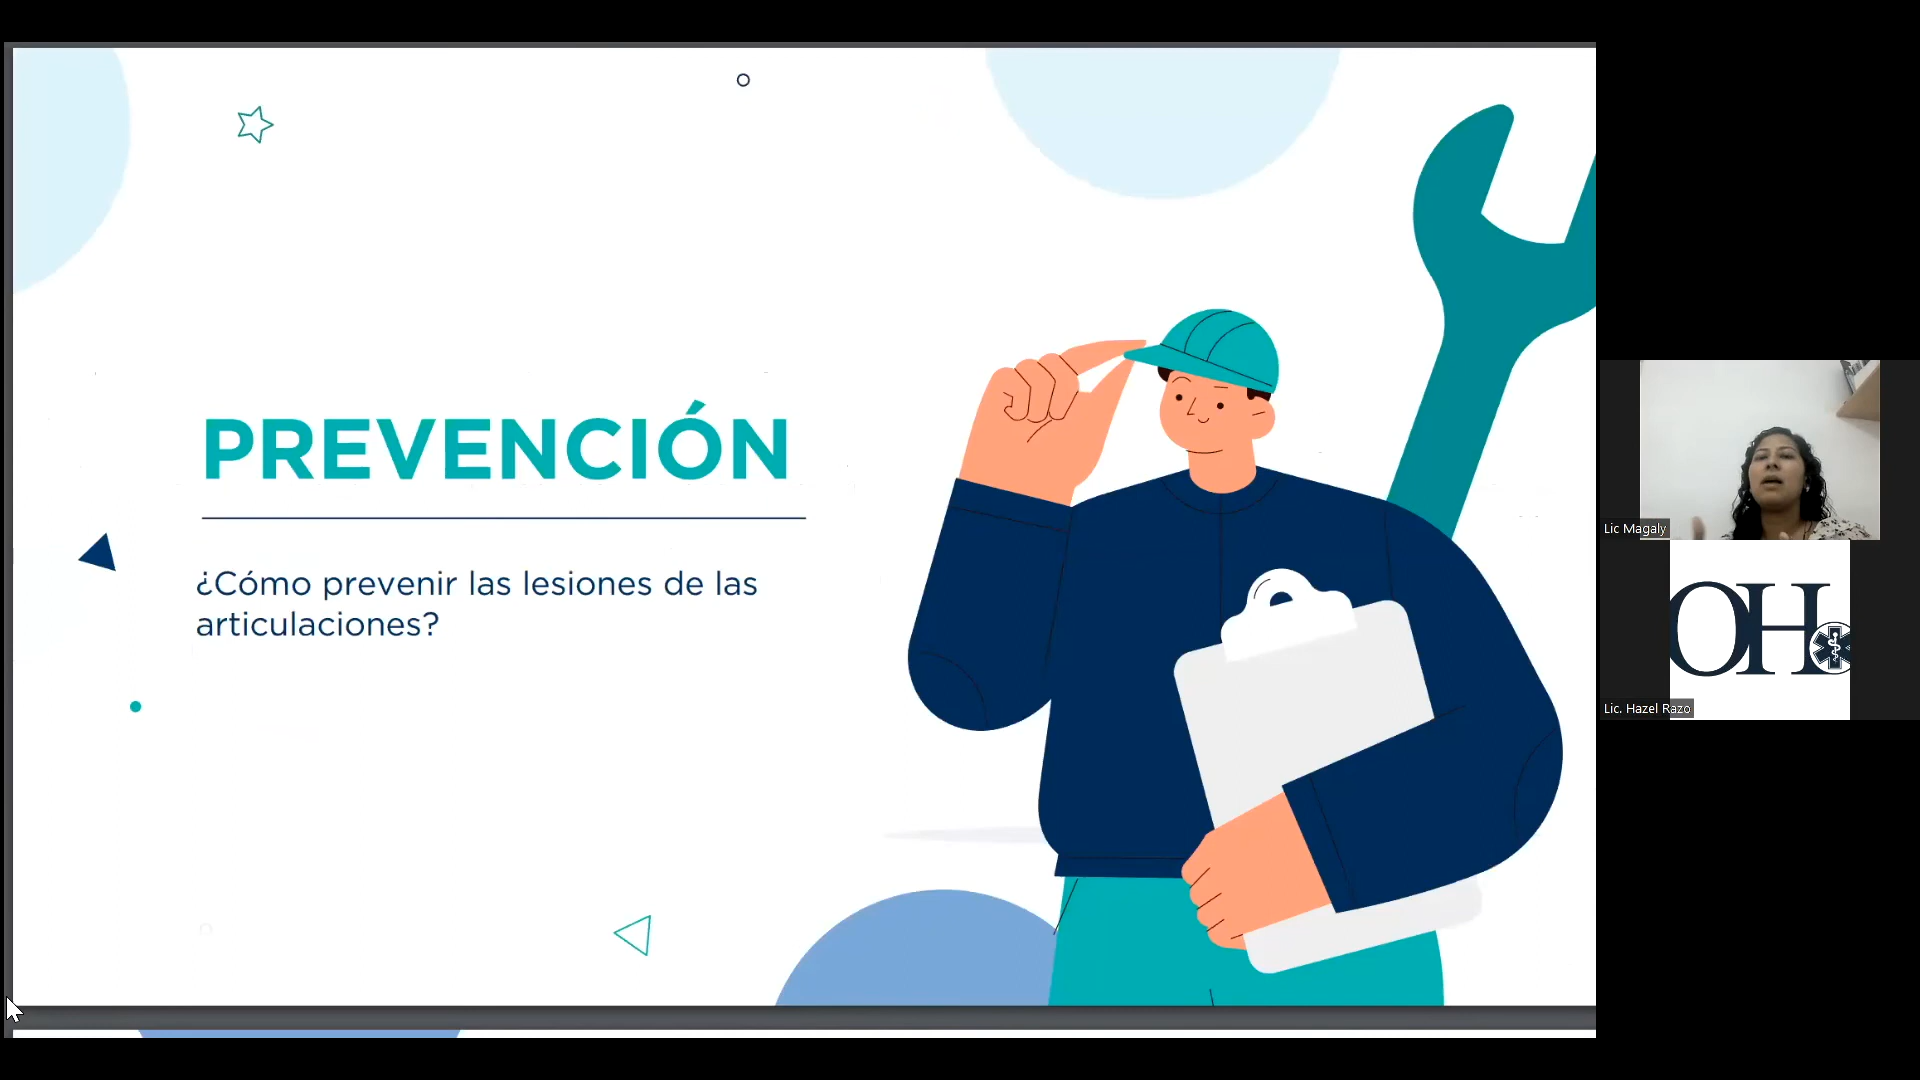 PREVENCIÓN
¿Cómo prevenir las lesiones de las
articulaciones?
Lic Magaly
OH
Lic. Hazel Razo